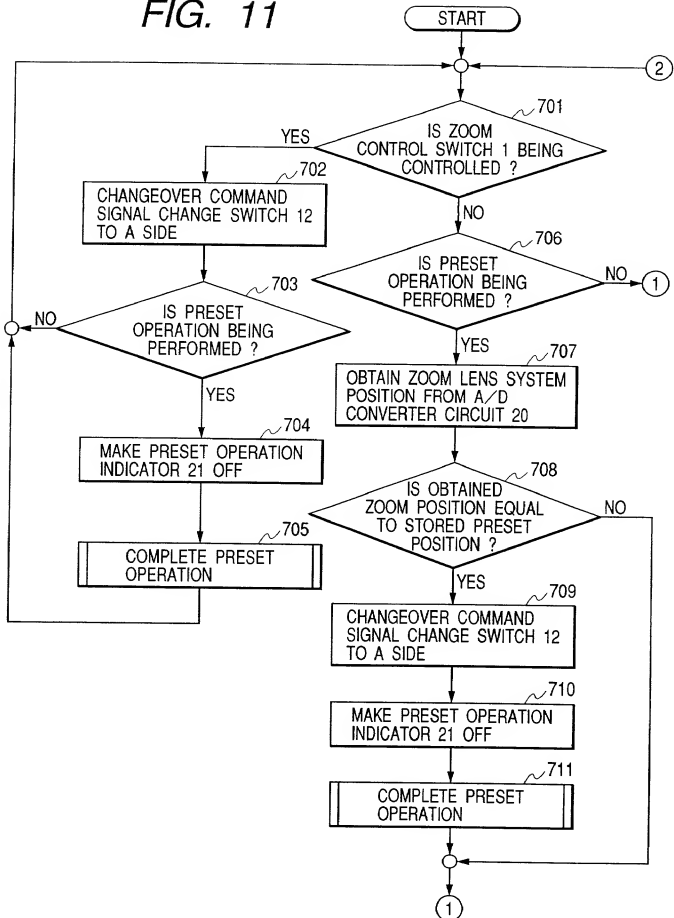 FIG. 11
START
2
701
IS ZOOM
CONTROL SWITCH 1 BEING
CONTROLLED ?
YES
NO
702
CHANGEOVER COMMAND
SIGNAL CHANGE SWITCH 12
TO A SIDE
703
IS PRESET
OPERATION BEING
PERFORMED ?
NO
YES
704
MAKE PRESET OPERATION
INDICATOR 21 OFF
705
COMPLETE PRESET
OPERATION
706
IS PRESET
OPERATION BEING
PERFORMED ?
NO
1
YES
707
OBTAIN ZOOM LENS SYSTEM
POSITION FROM A/D
CONVERTER CIRCUIT 20
708
IS OBTAINED
ZOOM POSITION EQUAL
TO STORED PRESET
POSITION ?
NO
YES
709
CHANGEOVER COMMAND
SIGNAL CHANGE SWITCH 12
TO A SIDE
710
MAKE PRESET OPERATION
INDICATOR 21 OFF
711
COMPLETE PRESET
OPERATION
1